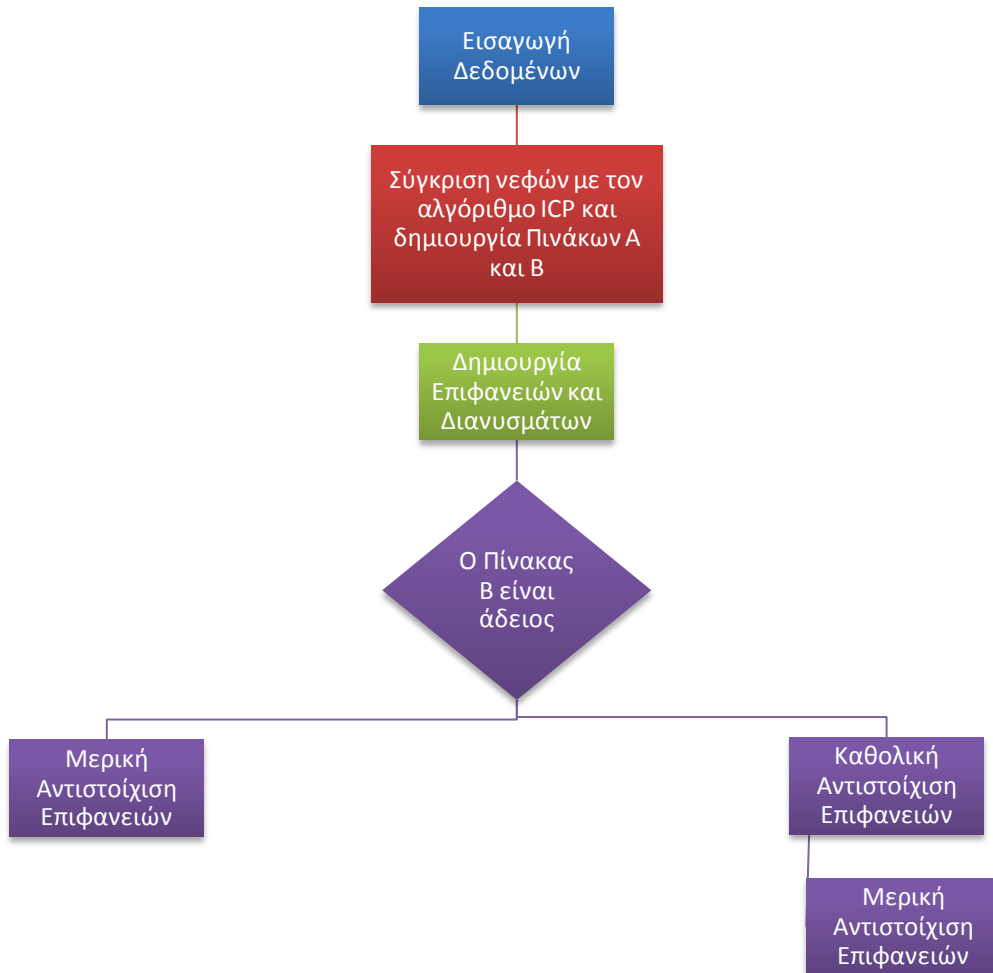 Εισαγωγή
Δεδομένων
Σύγκριση νεφών με τον
αλγόριθμο ICP και
δημιουργία Πινάκων Α
και Β
Δημιουργία
Επιφανειών και
Διανυσμάτων
Ο Πίνακας
Β είναι
άδειος
Μερική
Αντιστοίχιση
Επιφανειών
Καθολική
Αντιστοίχιση
Επιφανειών
Μερική
Αντιστοίχιση
Επιφανειών